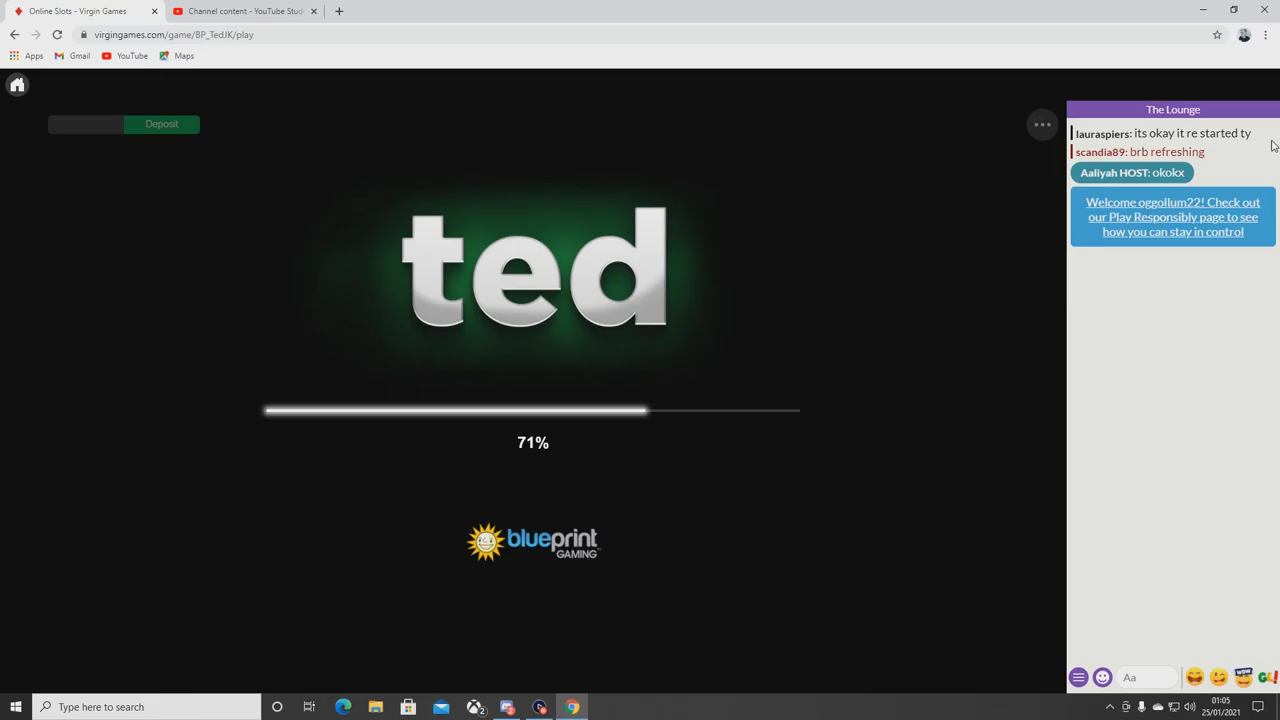 Online Slots - Virgin Games
Channel content - YouTube Stud
virgingames.com/game/BP_TedJK/play
Apps
Gmail
YouTube
Maps
Deposit
The Lounge
lauraspiers: its okay it re started ty
scandia89: brb refreshing
Aaliyah HOST: okokx
Welcome oggollum22! Check out
our Play Responsibly page to see
how you can stay in control
ted
71%
blueprint
GAMING
Aa
WOW
GL!
Type here to search
2
01:05
25/01/2021